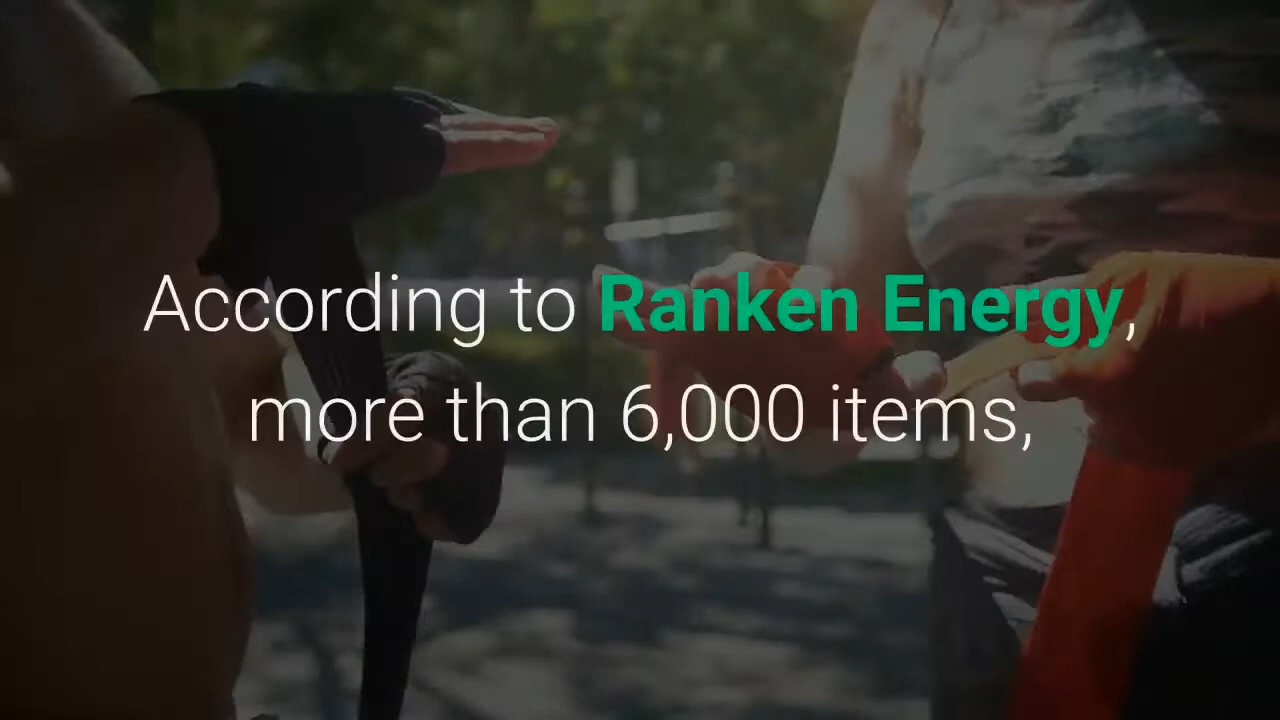 According to Ranken Energy,
more than 6,000 items,